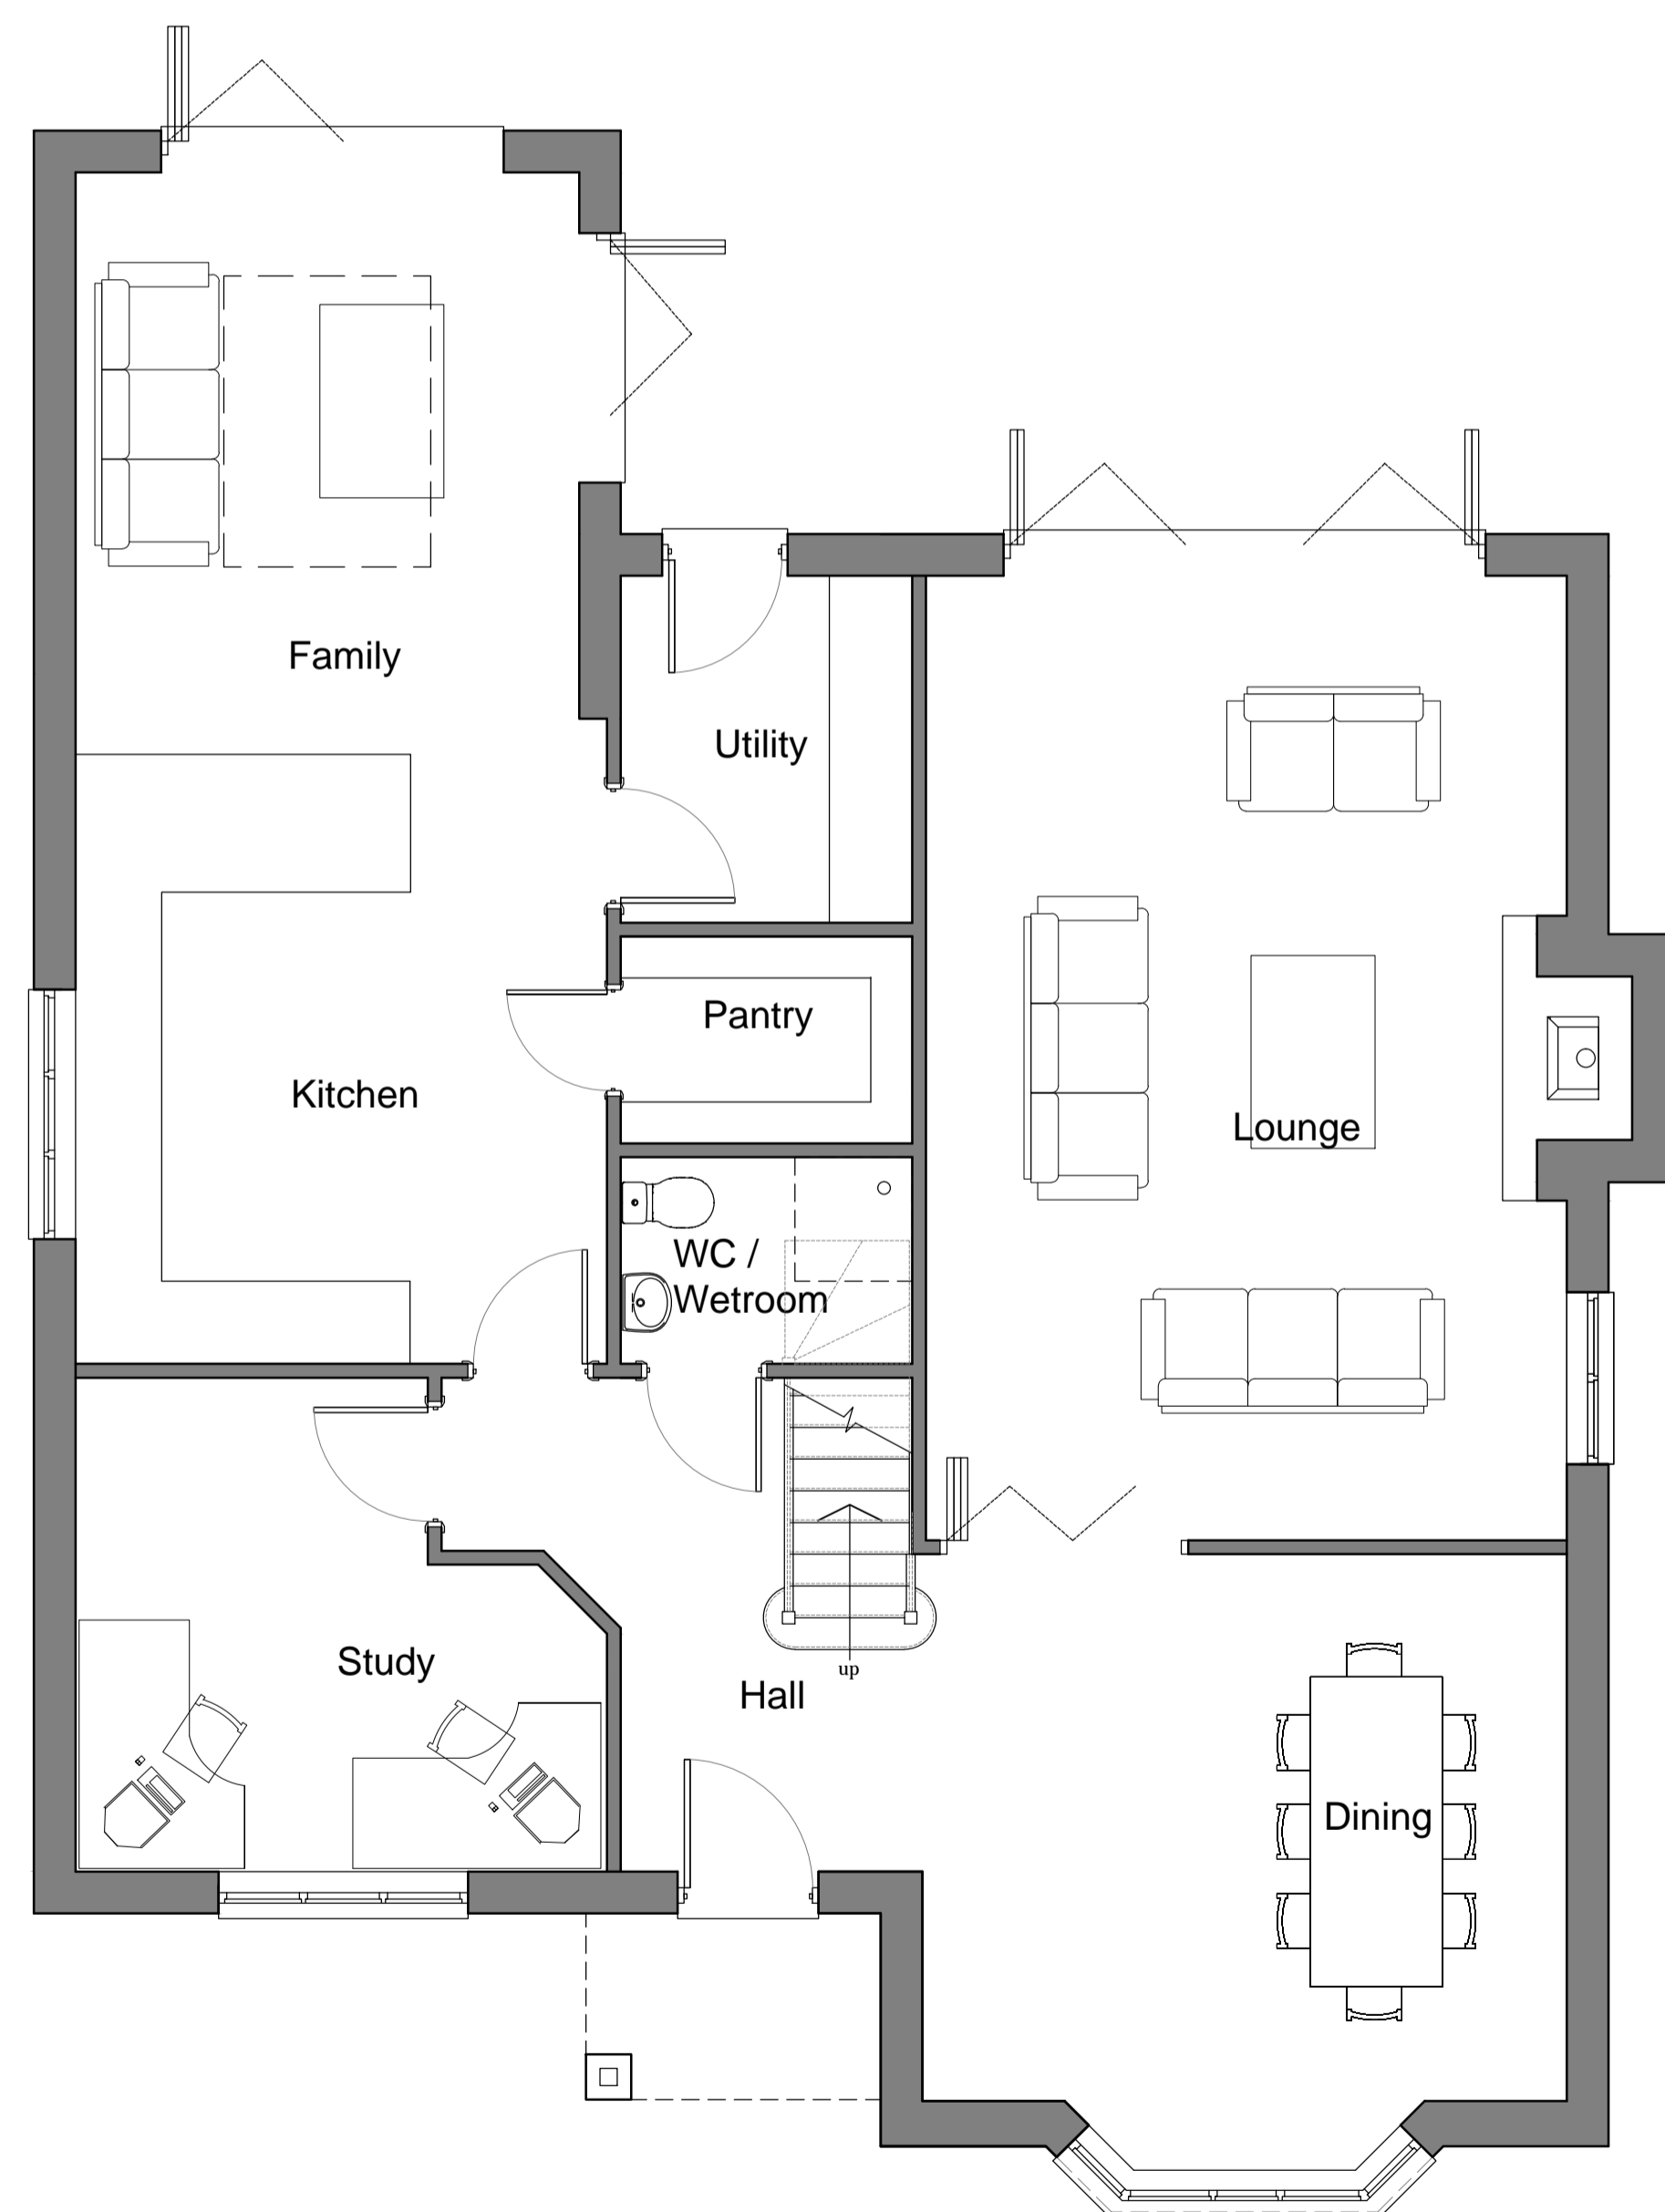 Family
Utility
Pantry
Kitchen
Lounge
WC /
Wetroom
Study
up
Hall
Dining